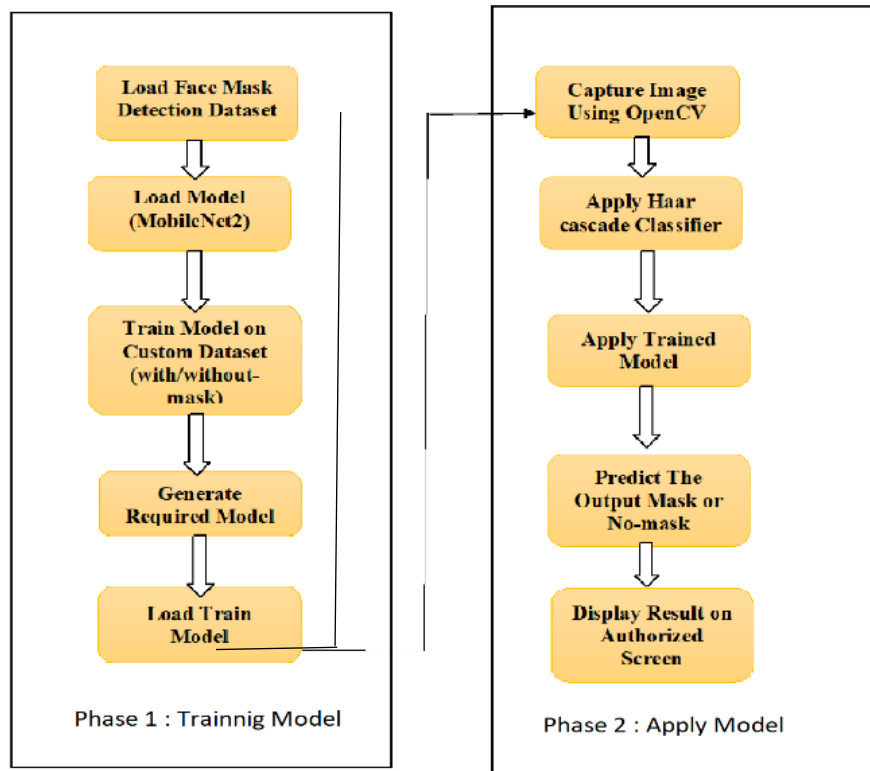 Load Face Mask
Detection Dataset
Load Model
(MobileNet2)
Train Model on
Custom Dataset
(with/without-
mask)
Generate
Required Model
Load Train
Model
Phase 1 : Trainnig Model
Capture Image
Using OpenCV
Apply Haar
cascade Classifier
Apply Trained
Model
Predict The
Output Mask or
No-mask
Display Result on
Authorized
Screen
Phase 2 : Apply Model